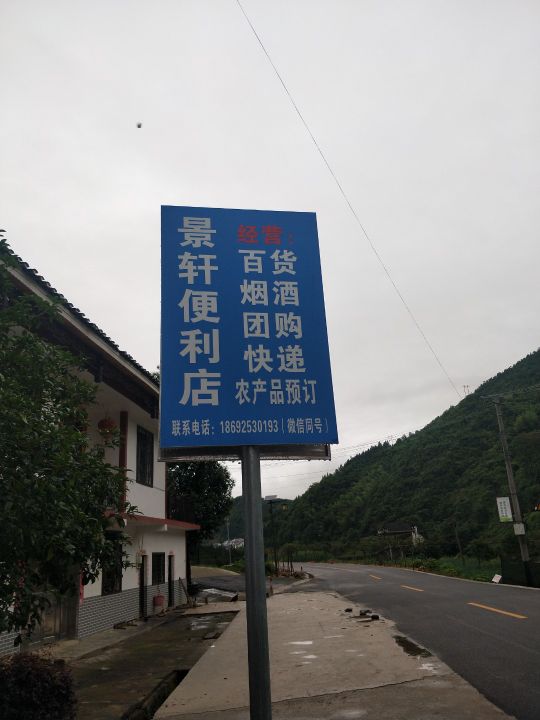 景轩便利店
经营：
百货
烟酒
团购
快递
农产品预订
联系电话：18692530193（微信同号）